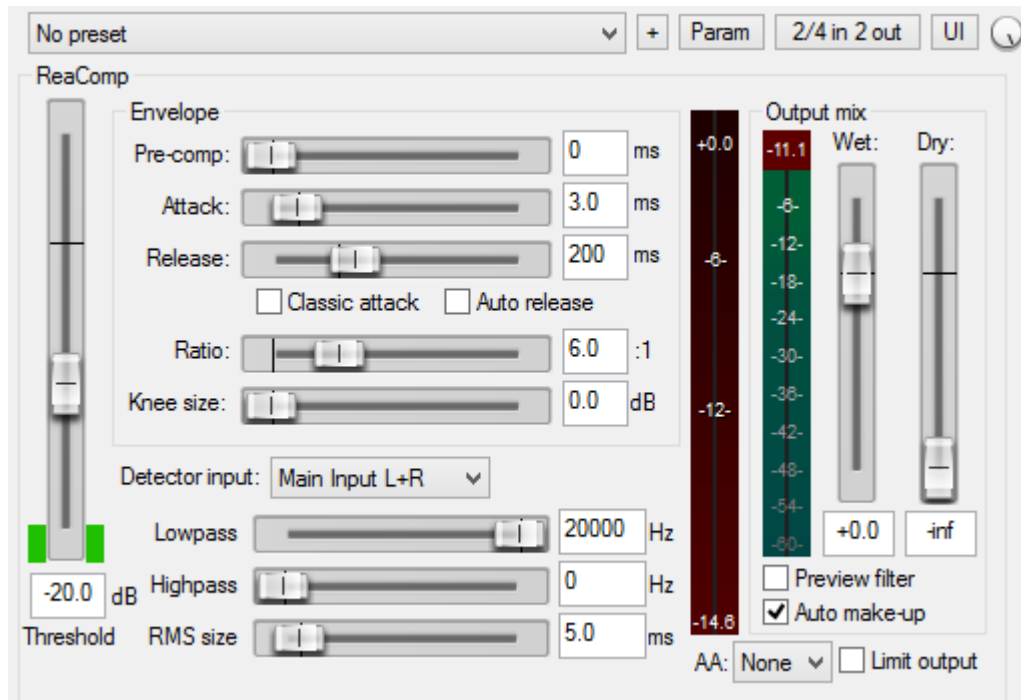 No preset + Param 2/4 in 2 out UI
ReaComp
Envelope
Pre-comp: 0 ms
Attack: 3.0 ms
Release: 200 ms
Classic attack Auto release
Ratio: 6.0 :1
Knee size: 0.0 dB
Detector input: Main Input L+R
Lowpass 20000 Hz
Highpass 0 Hz
RMS size 5.0 ms
-20.0 dB
Threshold
+0.0
-6-
-12-
-14.6
AA: None Limit output
Output mix
Wet: Dry:
-11.1
-6-
-12-
-18-
-24-
-30-
-36-
-42-
-48-
-54-
-60-
+0.0 -inf
Preview filter
Auto make-up